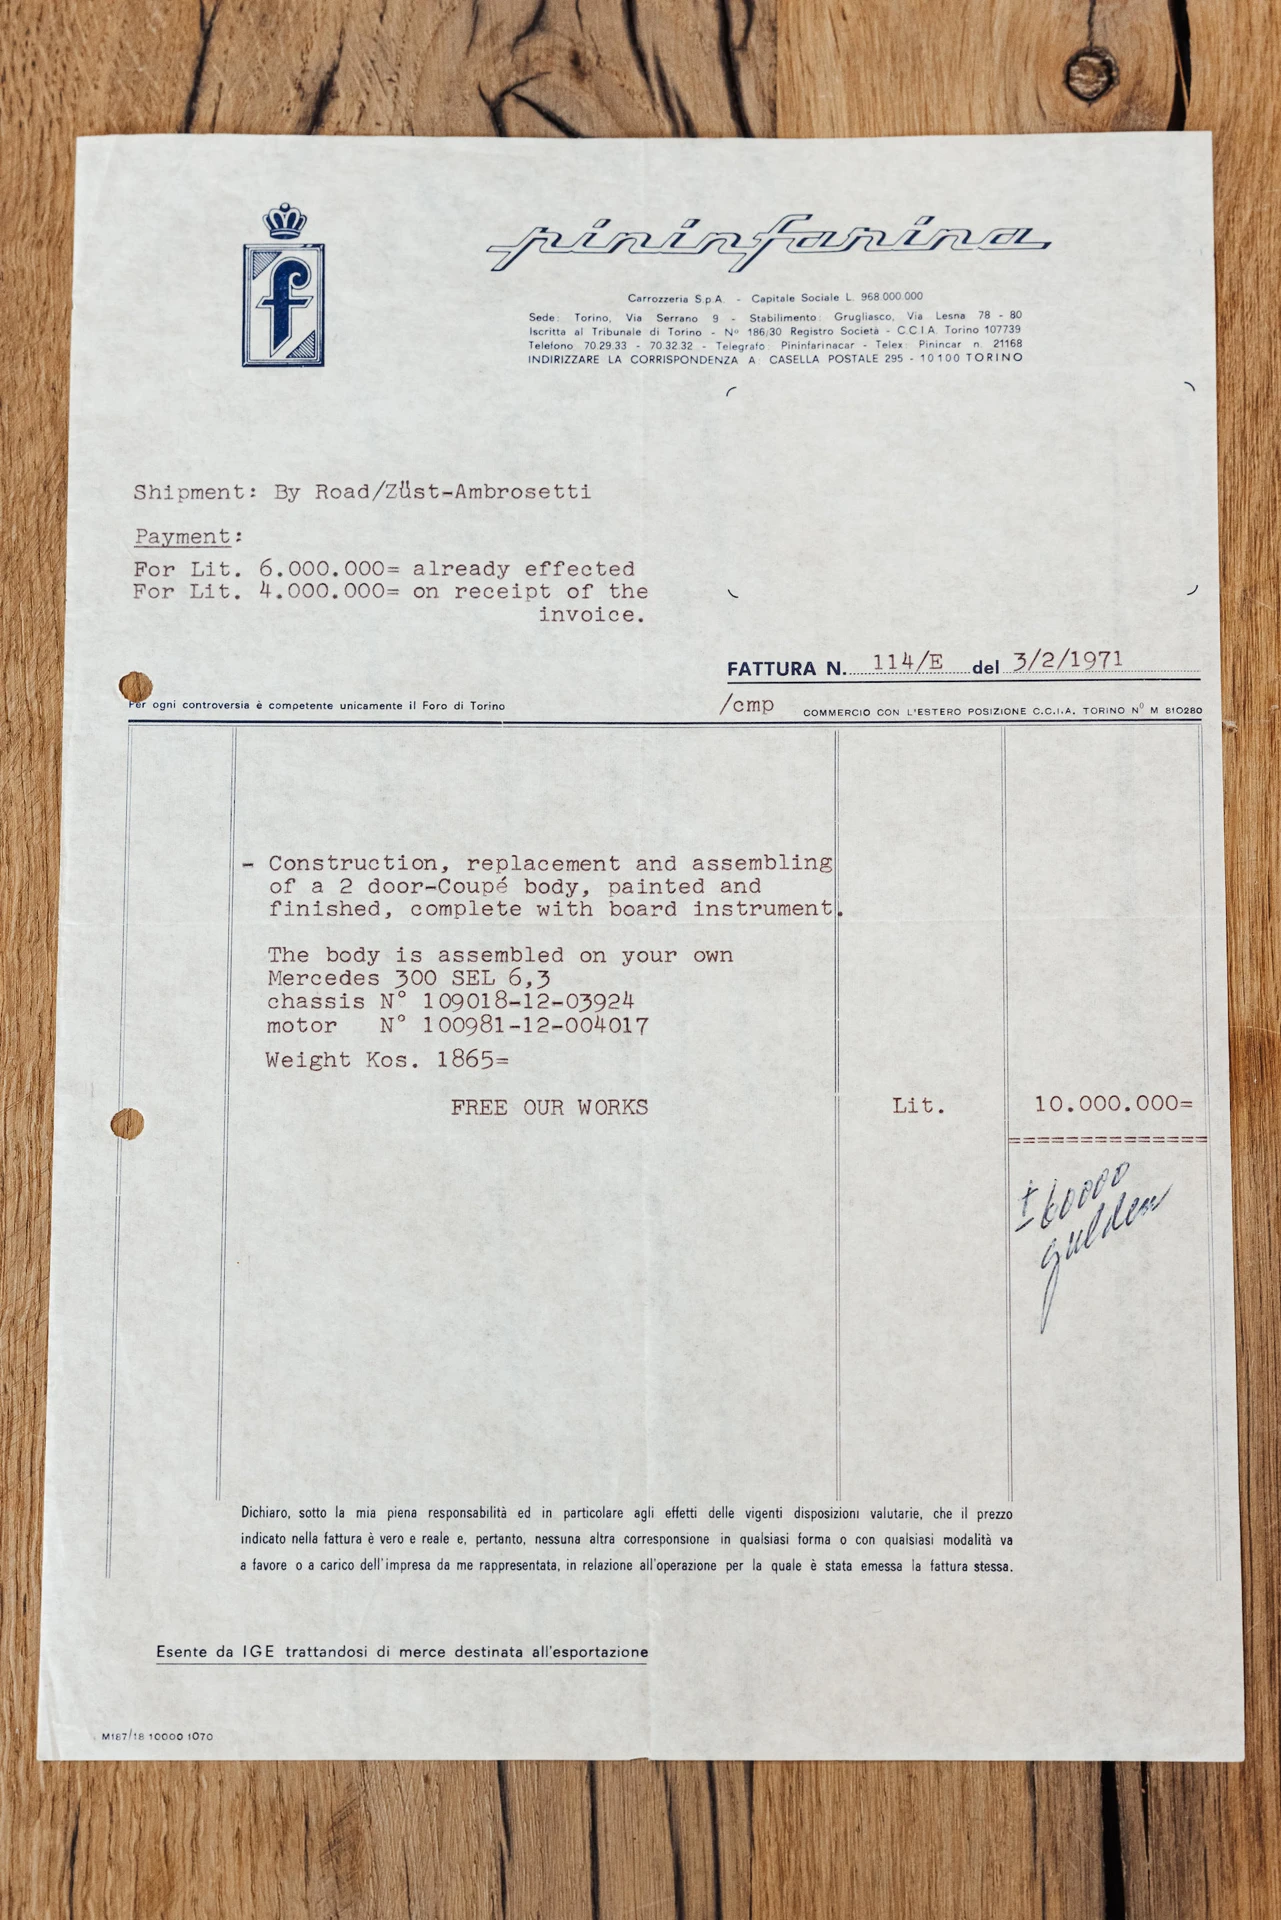 f
pininfarina
Carrozzeria S.p.A. - Capitale Sociale L. 968.000.000
Sede: Torino, Via Serrano 9 - Stabilimento: Grugliasco, Via Lesna 78 - 80
Iscritta al Tribunale di Torino - Nº 186/30 Registro Società - C.C.I.A. Torino 107739
Telefono 70.29.33 - 70.32.32 - Telegrafo: Pininfarinacar - Telex: Pinincar n. 21168
INDIRIZZARE LA CORRISPONDENZA A: CASELLA POSTALE 295 - 10100 TORINO
Shipment: By Road/Züst-Ambrosetti
Payment:
For Lit. 6.000.000= already effected
For Lit. 4.000.000= on receipt of the
invoice.
FATTURA N. 114/E del 3/2/1971
Per ogni controversia è competente unicamente il Foro di Torino
/cmp COMMERCIO CON L'ESTERO POSIZIONE C.C.I.A. TORINO Nº M 810280
- Construction, replacement and assembling
of a 2 door-Coupé body, painted and
finished, complete with board instrument.
The body is assembled on your own
Mercedes 300 SEL 6,3
chassis N° 109018-12-03924
motor N° 100981-12-004017
Weight Kos. 1865=
FREE OUR WORKS Lit. 10.000.000=
==============
± 60000
gulden
Dichiaro, sotto la mia piena responsabilità ed in particolare agli effetti delle vigenti disposizioni valutarie, che il prezzo
indicato nella fattura è vero e reale e, pertanto, nessuna altra corresponsione in qualsiasi forma o con qualsiasi modalità va
a favore o a carico dell'impresa da me rappresentata, in relazione all'operazione per la quale è stata emessa la fattura stessa.
Esente da IGE trattandosi di merce destinata all'esportazione
M187/18 10000 1070